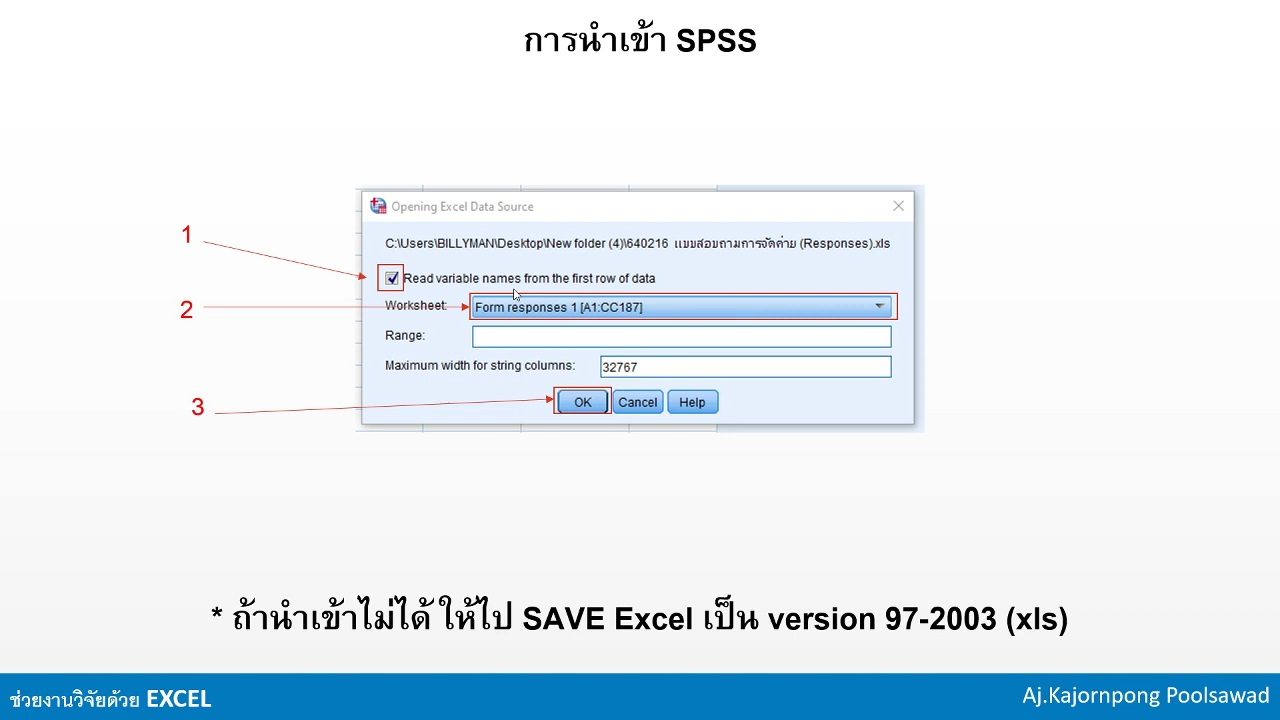 การนำเข้า SPSS
Opening Excel Data Source
C:\Users\BILLYMAN\Desktop\New folder (4)\640216 แบบสอบถามการจัดค่าย (Responses).xls
1
Read variable names from the first row of data
2
Worksheet: Form responses 1 [A1:CC187]
Range:
Maximum width for string columns: 32767
3
OK Cancel Help
* ถ้านำเข้าไม่ได้ ให้ไป SAVE Excel เป็น version 97-2003 (xls)
ช่วยงานวิจัยด้วย EXCEL
Aj.Kajornpong Poolsawad